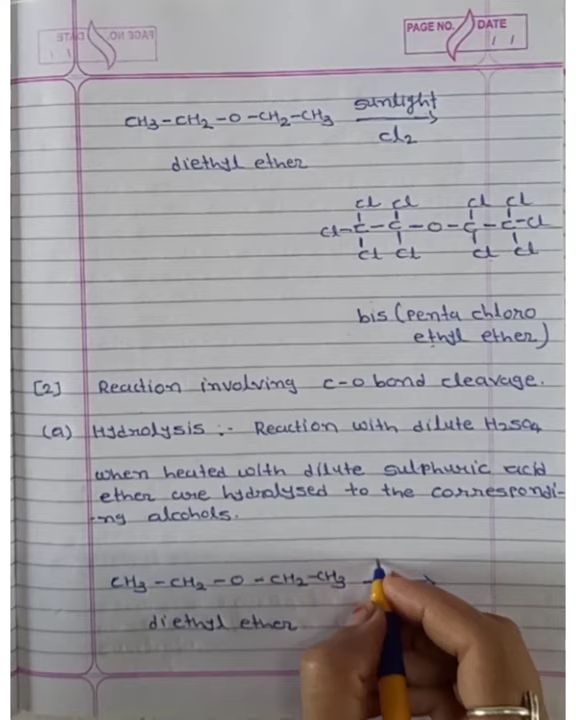 PAGE NO. DATE
/ /
CH3-CH2-O-CH2-CH3 sunlight
Cl2
diethyl ether
Cl Cl Cl Cl
Cl-C-C-O-C-C-Cl
Cl Cl Cl Cl
bis (penta chloro
ethyl ether)
[2] Reaction involving C-O bond cleavage.
(a) Hydrolysis :- Reaction with dilute H2SO4
when heated with dilute sulphuric acid
ether are hydrolysed to the correspondi-
-ng alcohols.
CH3-CH2-O-CH2-CH3
diethyl ether